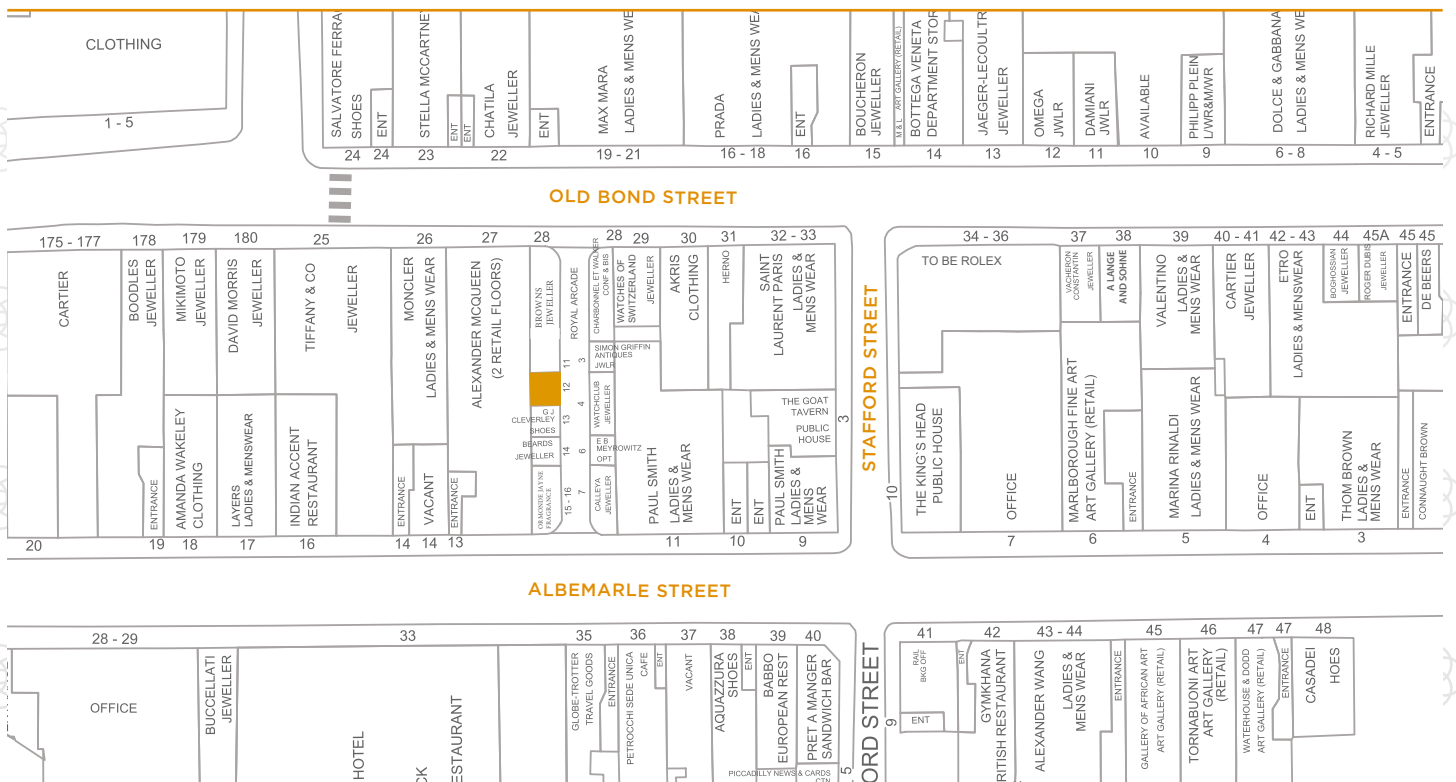 CLOTHING
1 - 5
SALVATORE
SHOES
ENT
STELLA MCCARTNEY
ENT
ENT
CHATILA
JEWELLER
ENT
MAX MARA
LADIES & MENS
PRADA
LADIES & MENS
ENT
BOUCHERON
JEWELLER
M & L ART GALLERY (RETAIL)
BOTTEGA VENETA
DEPARTMENT
JAEGER-LECOULTR
JEWELLER
OMEGA
JWLR
DAMIANI
JWLR
AVAILABLE
PHILIPP PLEIN
L/WR&M/WR
DOLCE & GABBANA
LADIES & MENS
RICHARD MILLE
JEWELLER
ENTRANCE
24 24 23 22 19 - 21 16 - 18 16 15 14 13 12 11 10 9 6 - 8 4 - 5
OLD BOND STREET
175 - 177 178 179 180 25 26 27 28 28 29 30 31 32 - 33
34 - 36 37 38 39 40 - 41 42 - 43 44 45A 45 45
CARTIER
BOODLES
JEWELLER
MIKIMOTO
JEWELLER
DAVID MORRIS
JEWELLER
TIFFANY & CO
JEWELLER
MONCLER
LADIES & MENS WEAR
ALEXANDER MCQUEEN
(2 RETAIL FLOORS)
BROWNS
JEWELLER
ROYAL ARCADE
CHARBONNEL ET WALKER
CONF & BIS
WATCHES OF
SWITZERLAND
JEWELLER
AKRIS
CLOTHING
HERNO
SAINT
LAURENT PARIS
LADIES &
MENS WEAR
SIMON GRIFFIN
ANTIQUES
JWLR
11
3
12
4
13
14
6
15 - 16
7
WATCHCLUB
JEWELLER
G J
CLEVERLEY
SHOES
BEARDS
JEWELLER
E B
MEYROWITZ
OPT
ORMONDE JAYNE
FRAGRANCE
CALLEYA
JEWELLER
PAUL SMITH
LADIES &
MENS WEAR
THE GOAT
TAVERN
PUBLIC
HOUSE
PAUL SMITH
LADIES &
MENS
WEAR
ENT
ENT
ENTRANCE
AMANDA WAKELEY
CLOTHING
LAYERS
LADIES & MENSWEAR
INDIAN ACCENT
RESTAURANT
ENTRANCE
VACANT
ENTRANCE
3
STAFFORD STREET
10
TO BE ROLEX
VACHERON
CONSTANTIN
JEWELLER
A LANGE
AND SOHNE
VALENTINO
LADIES &
MENS WEAR
CARTIER
JEWELLER
ETRO
LADIES & MENSWEAR
BOGHOSSIAN
JEWELLER
ROGER DUBIS
JEWELLER
ENTRANCE
DE BEERS
THE KING'S HEAD
PUBLIC HOUSE
OFFICE
MARLBOROUGH FINE ART
ART GALLERY (RETAIL)
ENTRANCE
MARINA RINALDI
LADIES & MENS WEAR
OFFICE
ENT
THOM BROWN
LADIES &
MENS WEAR
ENTRANCE
CONNAUGHT BROWN
20 19 18 17 16 14 14 13 11 10 9
7 6 5 4 3
ALBEMARLE STREET
28 - 29 33 35 36 37 38 39 40
41 42 43 - 44 45 46 47 47 48
OFFICE
BUCCELLATI
JEWELLER
HOTEL
CK
ESTAURANT
GLOBE-TROTTER
TRAVEL GOODS
ENTRANCE
PETROCCHI SEDE UNICA
CAFE
ENT
VACANT
AQUAZZURA
SHOES
ENT
BABBO
EUROPEAN REST
PRET A MANGER
SANDWICH BAR
PICCADILLY NEWS & CARDS
CTN
5
ORD STREET
9
RAIL
BKG OFF
ENT
ENT
GYMKHANA
RITISH RESTAURANT
ALEXANDER WANG
LADIES &
MENS WEAR
ENTRANCE
GALLERY OF AFRICAN ART
ART GALLERY (RETAIL)
TORNABUONI ART
ART GALLERY
(RETAIL)
WATERHOUSE & DODD
ART GALLERY (RETAIL)
ENTRANCE
CASADEI
HOES